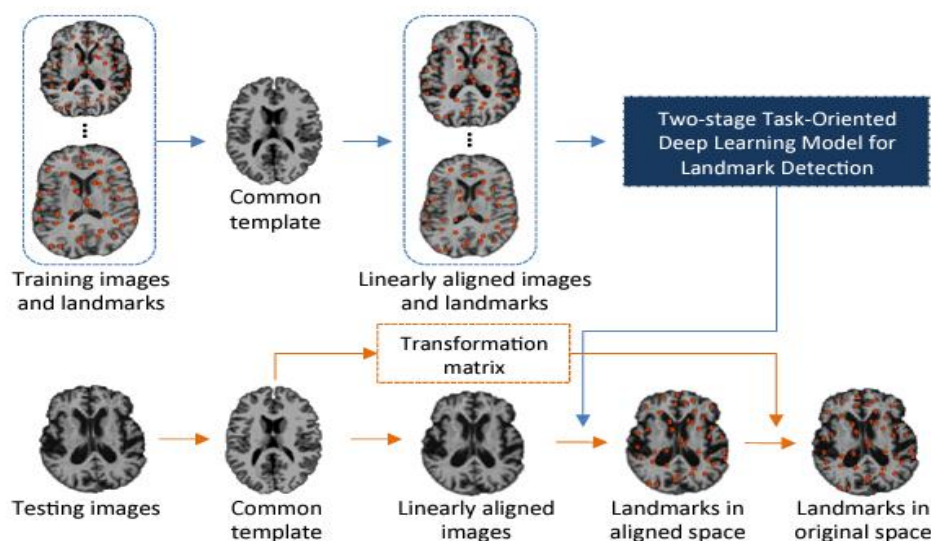 Two-stage Task-Oriented
Deep Learning Model for
Landmark Detection
Common
template
Training images
and landmarks
Linearly aligned images
and landmarks
Transformation
matrix
Testing images
Common
template
Linearly aligned
images
Landmarks in
aligned space
Landmarks in
original space